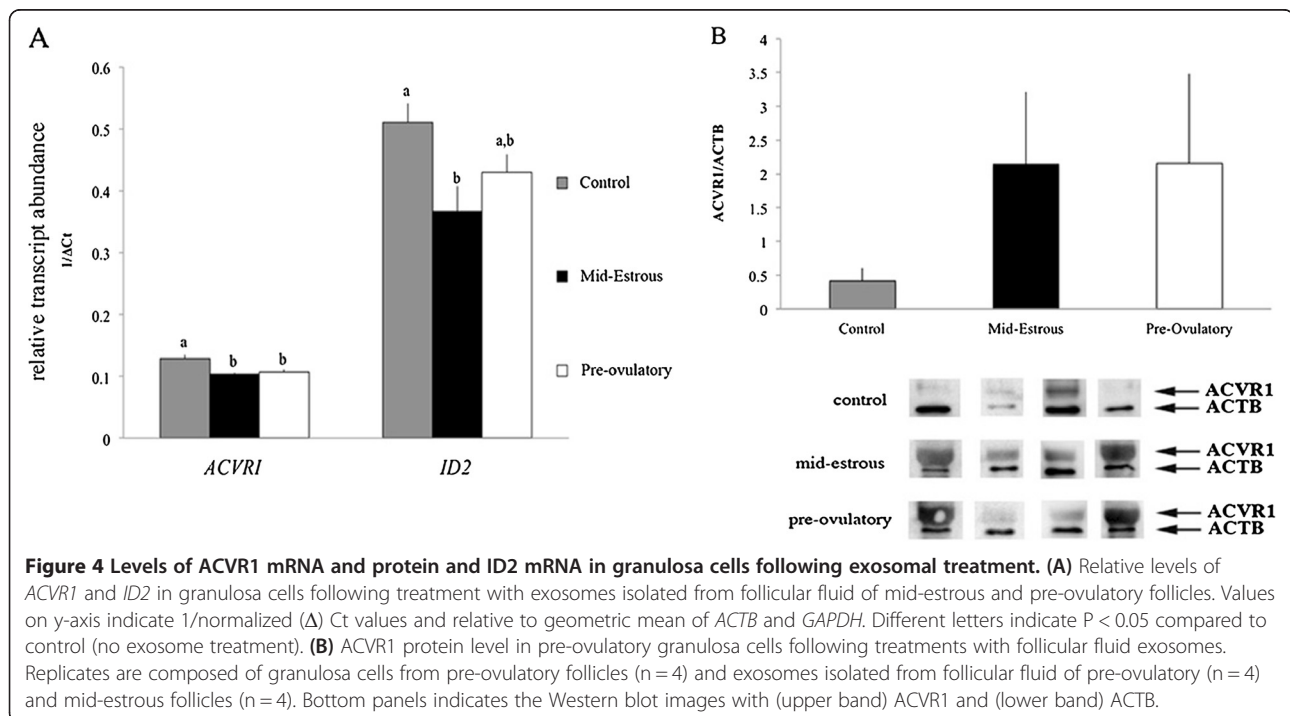 A
relative transcript abundance
1/ΔCt
0.6
0.5
0.4
0.3
0.2
0.1
0
a
b
b
a
b
a,b
ACVRI
ID2
Control
Mid-Estrous
Pre-ovulatory
B
ACVR1/ACTB
4
3.5
3
2.5
2
1.5
1
0.5
0
Control
Mid-Estrous
Pre-Ovulatory
control
ACVR1
ACTB
mid-estrous
ACVR1
ACTB
pre-ovulatory
ACVR1
ACTB
Figure 4 Levels of ACVR1 mRNA and protein and ID2 mRNA in granulosa cells following exosomal treatment. (A) Relative levels of
ACVR1 and ID2 in granulosa cells following treatment with exosomes isolated from follicular fluid of mid-estrous and pre-ovulatory follicles. Values
on y-axis indicate 1/normalized (Δ) Ct values and relative to geometric mean of ACTB and GAPDH. Different letters indicate P < 0.05 compared to
control (no exosome treatment). (B) ACVR1 protein level in pre-ovulatory granulosa cells following treatments with follicular fluid exosomes.
Replicates are composed of granulosa cells from pre-ovulatory follicles (n = 4) and exosomes isolated from follicular fluid of pre-ovulatory (n = 4)
and mid-estrous follicles (n = 4). Bottom panels indicates the Western blot images with (upper band) ACVR1 and (lower band) ACTB.